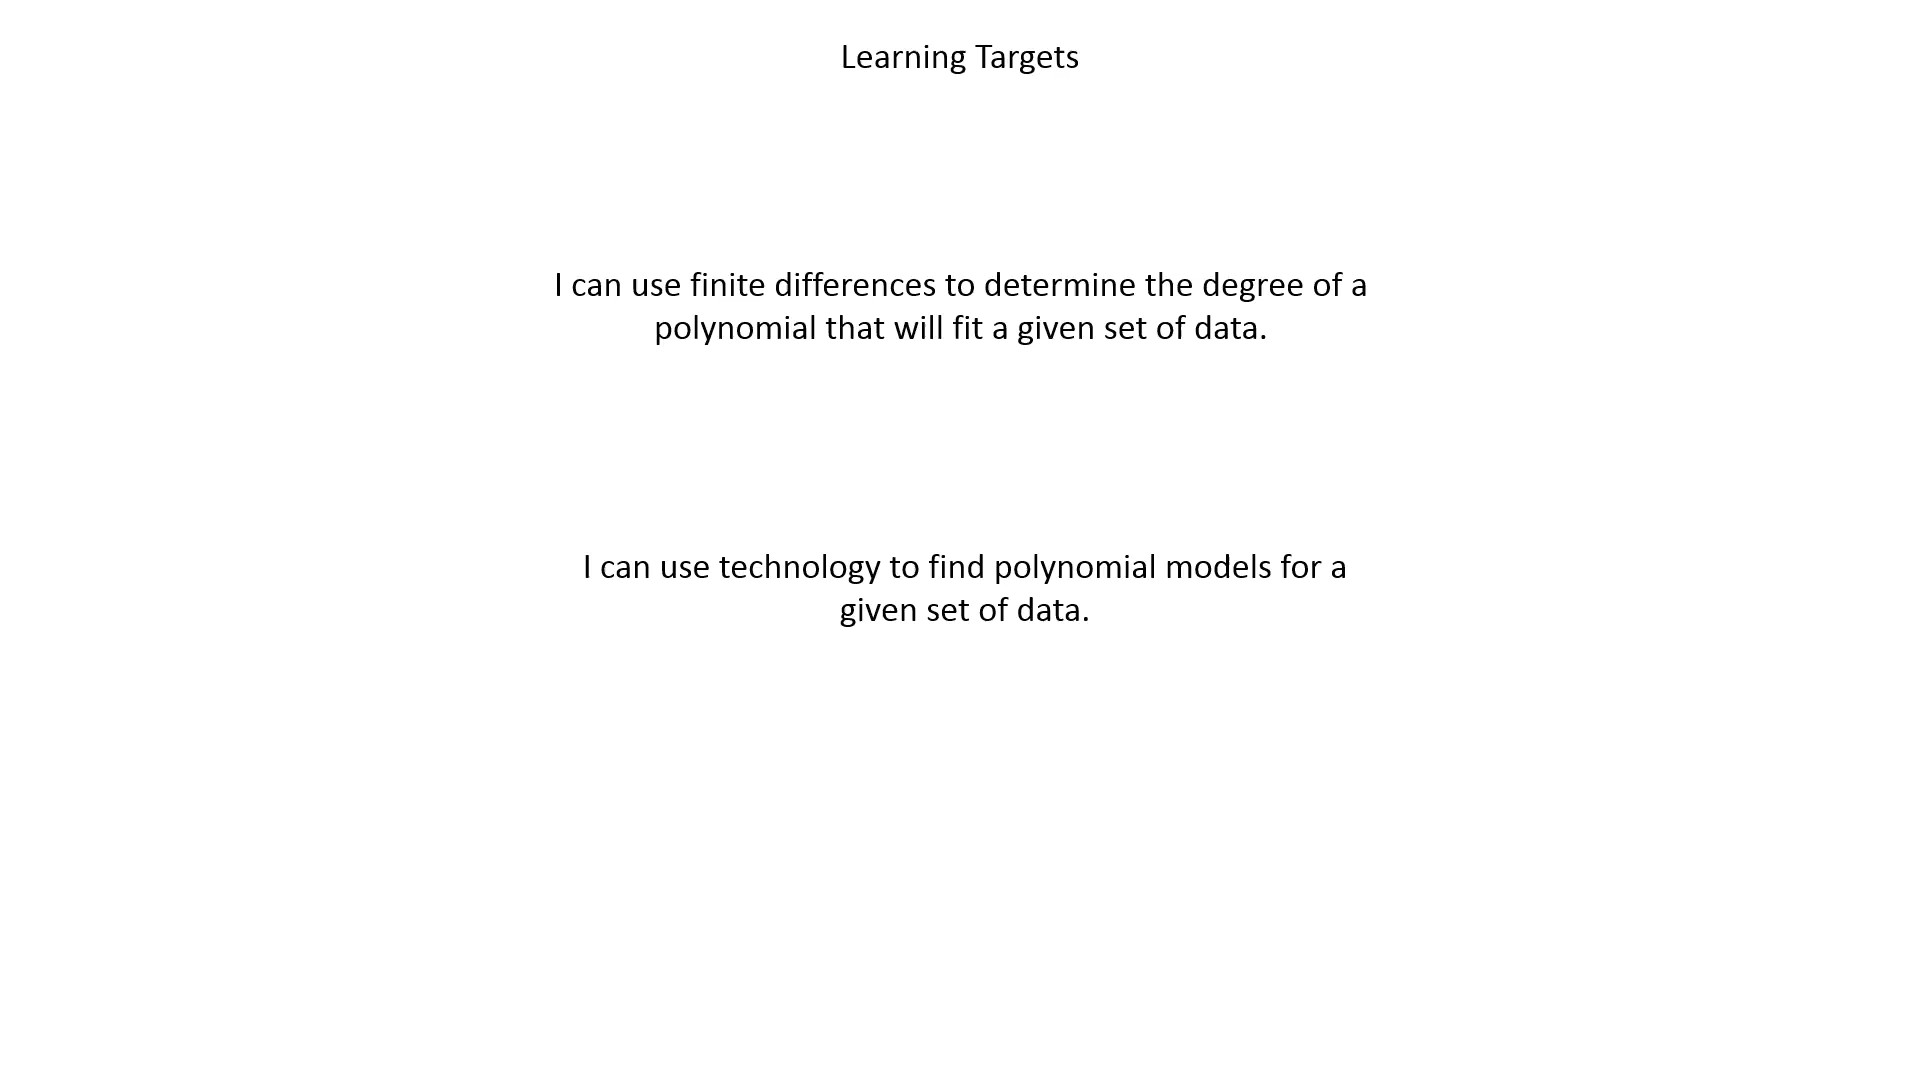 Learning Targets
I can use finite differences to determine the degree of a
polynomial that will fit a given set of data.
I can use technology to find polynomial models for a
given set of data.